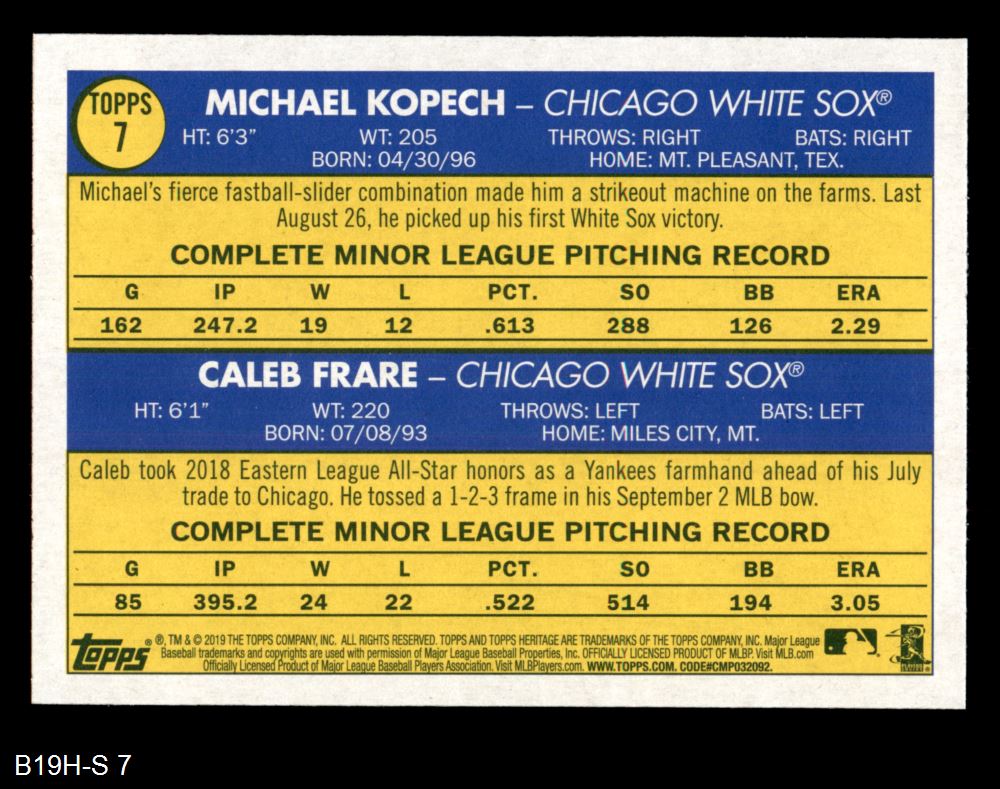 TOPPS
7
MICHAEL KOPECH – CHICAGO WHITE SOX®
HT: 6'3" WT: 205 THROWS: RIGHT BATS: RIGHT
BORN: 04/30/96 HOME: MT. PLEASANT, TEX.
Michael's fierce fastball-slider combination made him a strikeout machine on the farms. Last
August 26, he picked up his first White Sox victory.
COMPLETE MINOR LEAGUE PITCHING RECORD
G IP W L PCT. SO BB ERA
162 247.2 19 12 .613 288 126 2.29
CALEB FRARE – CHICAGO WHITE SOX®
HT: 6'1" WT: 220 THROWS: LEFT BATS: LEFT
BORN: 07/08/93 HOME: MILES CITY, MT.
Caleb took 2018 Eastern League All-Star honors as a Yankees farmhand ahead of his July
trade to Chicago. He tossed a 1-2-3 frame in his September 2 MLB bow.
COMPLETE MINOR LEAGUE PITCHING RECORD
G IP W L PCT. SO BB ERA
85 395.2 24 22 .522 514 194 3.05
Topps ® ®, TM & © 2019 THE TOPPS COMPANY, INC. ALL RIGHTS RESERVED. TOPPS AND TOPPS HERITAGE ARE TRADEMARKS OF THE TOPPS COMPANY, INC. Major League
Baseball trademarks and copyrights are used with permission of Major League Baseball Properties, Inc. OFFICIALLY LICENSED PRODUCT OF MLBP. Visit MLB.com
Officially Licensed Product of Major League Baseball Players Association. Visit MLBPlayers.com. WWW.TOPPS.COM. CODE#CMP032092.
B19H-S 7